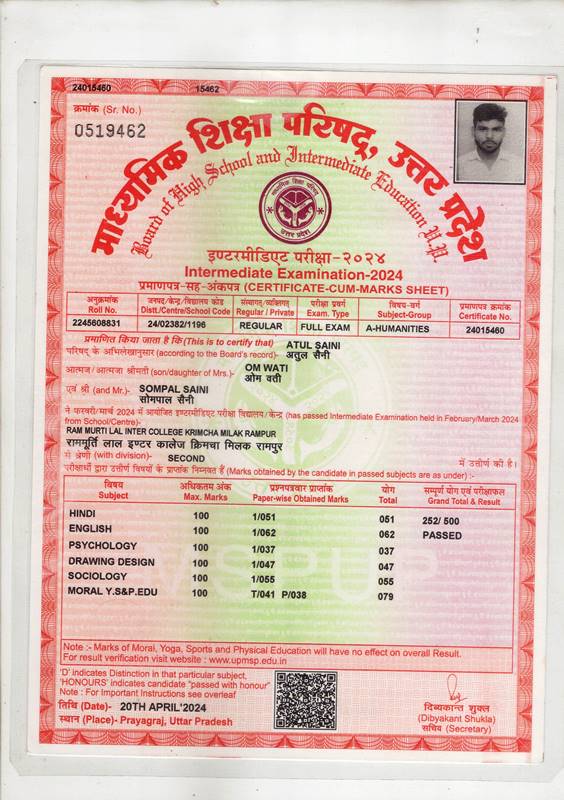 24015460 15462
क्रमांक (Sr. No.)
0519462
माध्यमिक शिक्षा परिषद्, उत्तर प्रदेश
Board of High School and Intermediate Education U.P.
माध्यमिक शिक्षा परिषद्
उत्तर प्रदेश
इण्टरमीडिएट परीक्षा-२०२४
Intermediate Examination-2024
प्रमाणपत्र-सह-अंकपत्र (CERTIFICATE-CUM-MARKS SHEET)
अनुक्रमांक जनपद/केन्द्र/विद्यालय कोड संस्थागत/व्यक्तिगत परीक्षा प्रवर्ग विषय-वर्ग प्रमाणपत्र क्रमांक
Roll No. Distt./Centre/School Code Regular / Private Exam. Type Subject-Group Certificate No.
2245608831 24/02382/1196 REGULAR FULL EXAM A-HUMANITIES 24015460
प्रमाणित किया जाता है कि (This is to certify that) ATUL SAINI
परिषद् के अभिलेखानुसार (according to the Board's record)- अतुल सैनी
आत्मज/आत्मजा श्रीमती (son/daughter of Mrs.)- OM WATI
ओम वती
एवं श्री (and Mr.)- SOMPAL SAINI
सोमपाल सैनी
ने फरवरी/मार्च 2024 में आयोजित इण्टरमीडिएट परीक्षा विद्यालय/केन्द्र (has passed Intermediate Examination held in February/March 2024
from School/Centre)-
RAM MURTI LAL INTER COLLEGE KRIMCHA MILAK RAMPUR
राममूर्ति लाल इण्टर कालेज क्रिमचा मिलक रामपुर
से श्रेणी (with division)- SECOND में उत्तीर्ण की है।
परीक्षार्थी द्वारा उत्तीर्ण विषयों के प्राप्तांक निम्नवत हैं (Marks obtained by the candidate in passed subjects are as under) :-
विषय अधिकतम अंक प्रश्नपत्रवार प्राप्तांक योग सम्पूर्ण योग एवं परीक्षाफल
Subject Max. Marks Paper-wise Obtained Marks Total Grand Total & Result
HINDI 100 1/051 051 252/ 500
ENGLISH 100 1/062 062 PASSED
PSYCHOLOGY 100 1/037 037
DRAWING DESIGN 100 1/047 047
SOCIOLOGY 100 1/055 055
MORAL Y.S&P.EDU 100 T/041 P/038 079
Note :- Marks of Moral, Yoga, Sports and Physical Education will have no effect on overall Result.
For result verification visit website : www.upmsp.edu.in
'D' indicates Distinction in that particular subject,
'HONOURS' indicates candidate "passed with honour"
Note : For Important Instructions see overleaf
तिथि (Date)- 20TH APRIL'2024
स्थान (Place)- Prayagraj, Uttar Pradesh
दिव्यकान्त शुक्ल
(Dibyakant Shukla)
सचिव (Secretary)